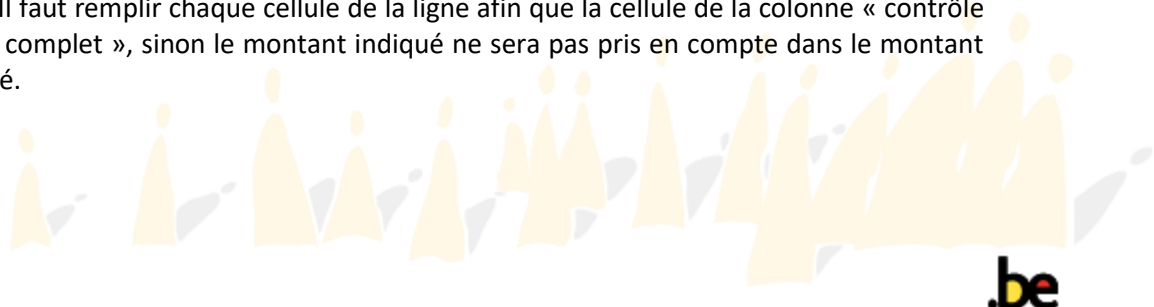 Il faut remplir chaque cellule de la ligne afin que la cellule de la colonne « contrôle
complet », sinon le montant indiqué ne sera pas pris en compte dans le montant
é.
.be